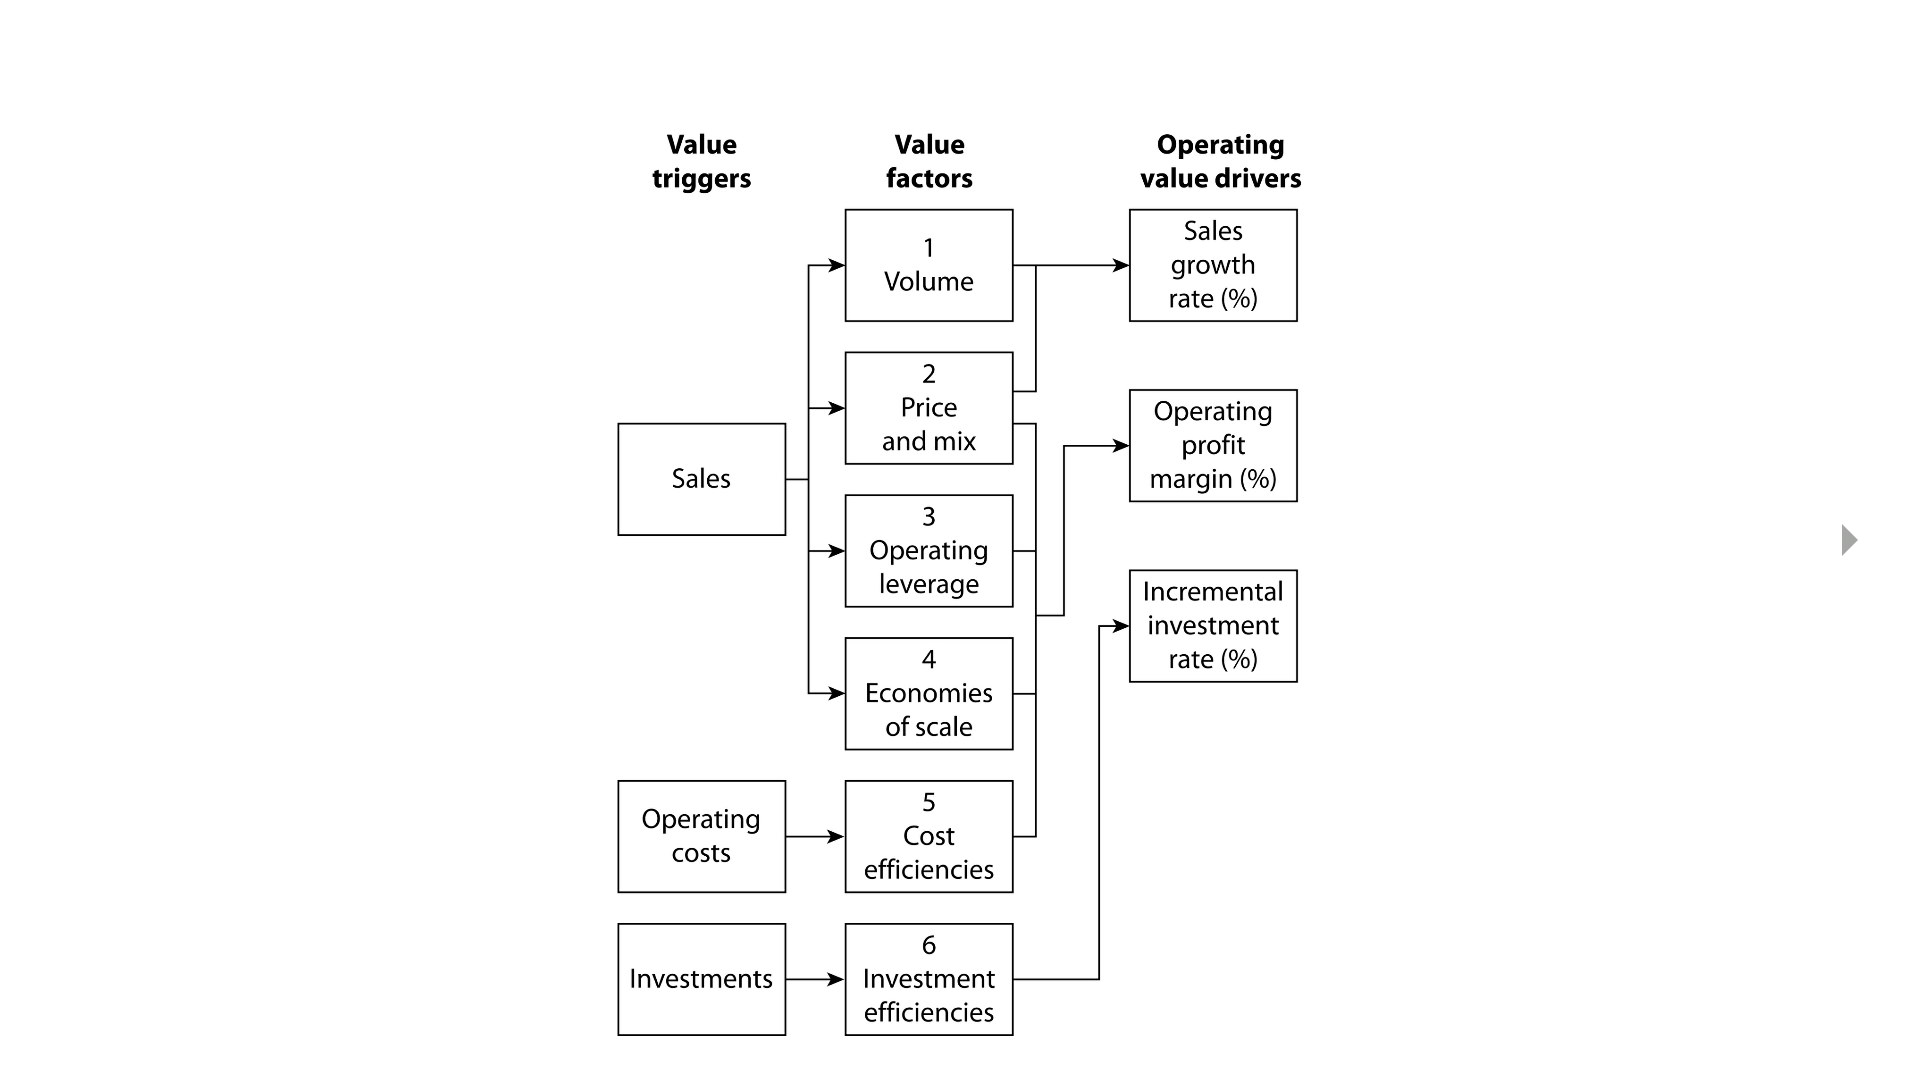 Value
triggers
Value
factors
Operating
value drivers
1
Volume
Sales
growth
rate (%)
2
Price
and mix
Operating
profit
margin (%)
Sales
3
Operating
leverage
Incremental
investment
rate (%)
4
Economies
of scale
Operating
costs
5
Cost
efficiencies
Investments
6
Investment
efficiencies